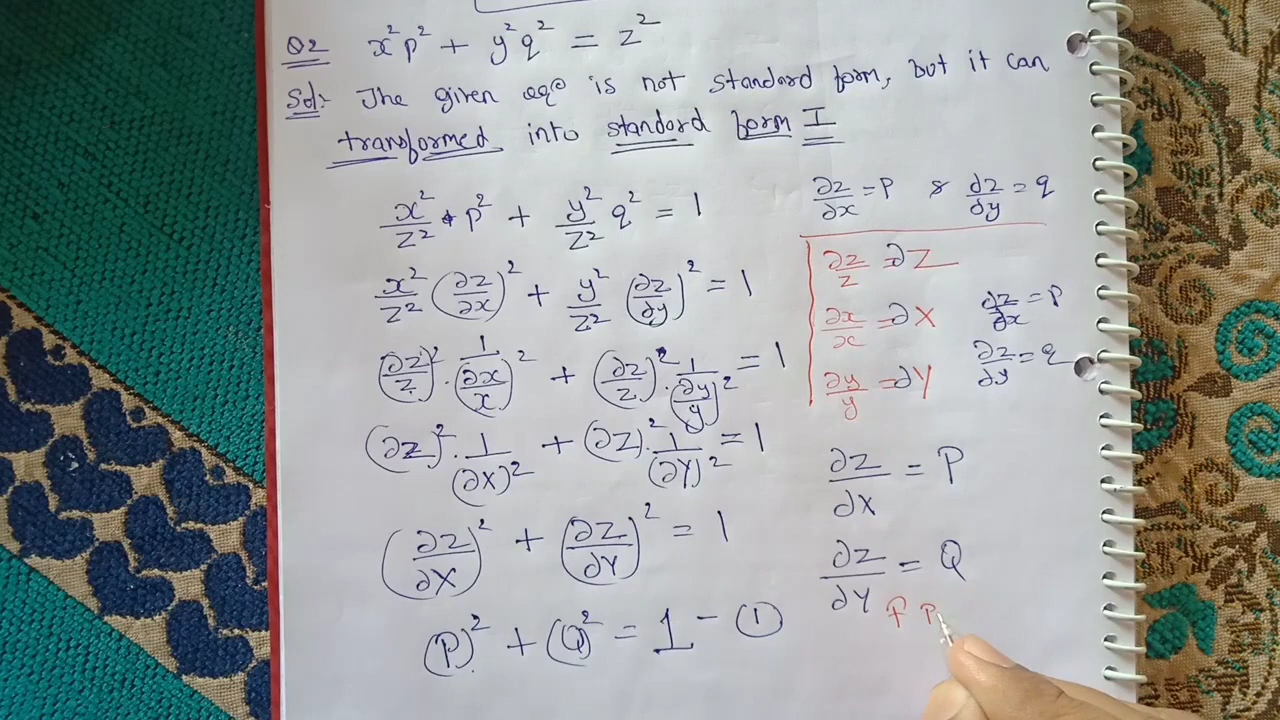 Q2 x²p² + y²q² = z²
Sol:- The given eqn is not standard form, but it can
transformed into standard form I
x²/z² p² + y²/z² q² = 1
∂z/∂x = p & ∂z/∂y = q
x²/z² (∂z/∂x)² + y²/z² (∂z/∂y)² = 1
(∂z/z)² · 1/(∂x/x)² + (∂z/z)² · 1/(∂y/y)² = 1
(∂Z)² · 1/(∂X)² + (∂Z)² · 1/(∂Y)² = 1
(∂Z/∂X)² + (∂Z/∂Y)² = 1
(P)² + (Q)² = 1 - ①
∂z/z = ∂Z
∂x/x = ∂X
∂y/y = ∂Y
∂z/∂x = p
∂z/∂y = q
∂z/∂X = P
∂z/∂Y = Q
f P